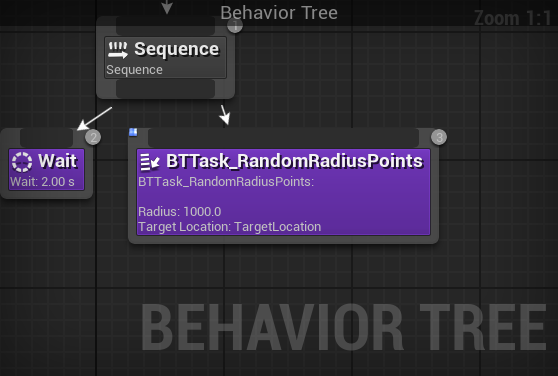 Behavior Tree
Zoom 1:1
1
Sequence
Sequence
2
Wait
Wait: 2.00 s
3
BTTask_RandomRadiusPoints
BTTask_RandomRadiusPoints:
Radius: 1000.0
Target Location: TargetLocation
BEHAVIOR TREE